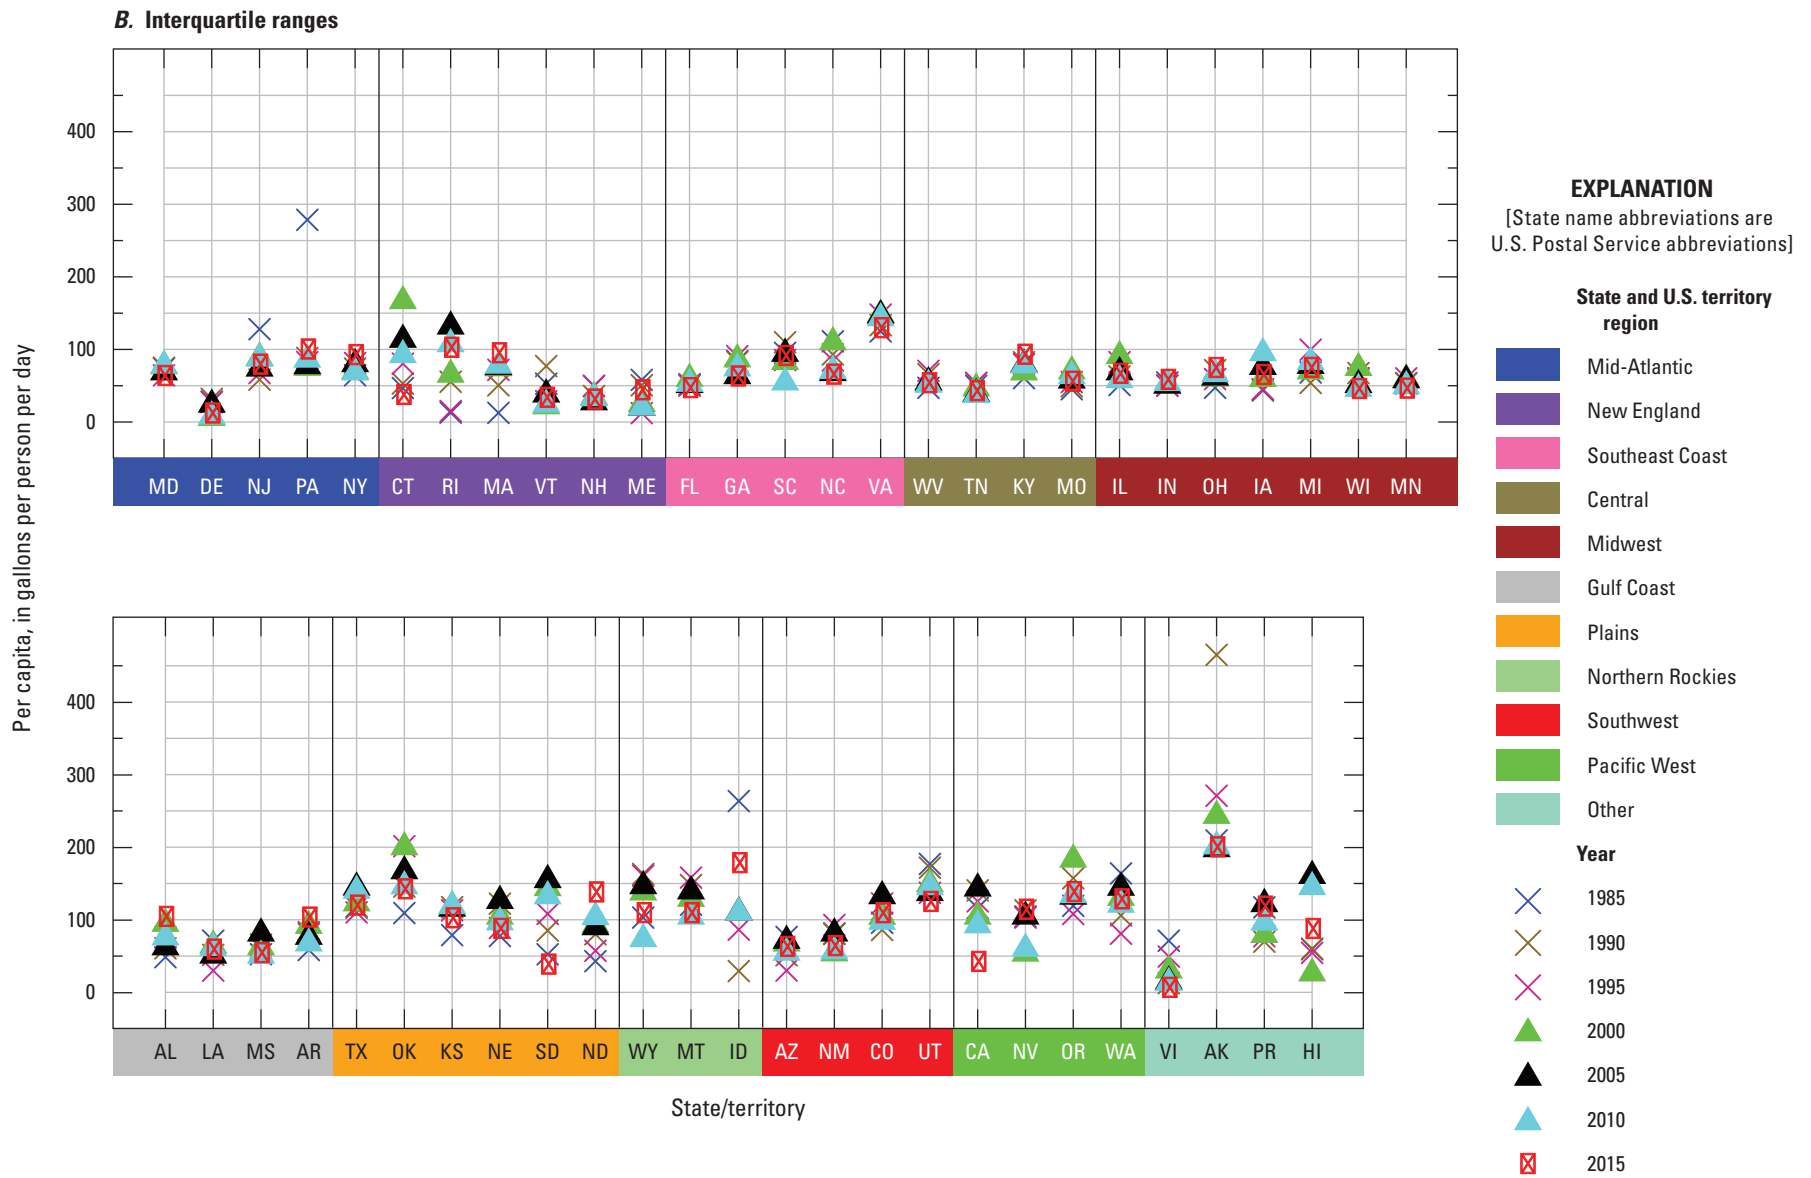 B. Interquartile ranges
400
300
200
100
0
MD DE NJ PA NY CT RI MA VT NH ME FL GA SC NC VA WV TN KY MO IL IN OH IA MI WI MN
Per capita, in gallons per person per day
400
300
200
100
0
AL LA MS AR TX OK KS NE SD ND WY MT ID AZ NM CO UT CA NV OR WA VI AK PR HI
State/territory
EXPLANATION
[State name abbreviations are
U.S. Postal Service abbreviations]
State and U.S. territory
region
Mid-Atlantic
New England
Southeast Coast
Central
Midwest
Gulf Coast
Plains
Northern Rockies
Southwest
Pacific West
Other
Year
1985
1990
1995
2000
2005
2010
2015